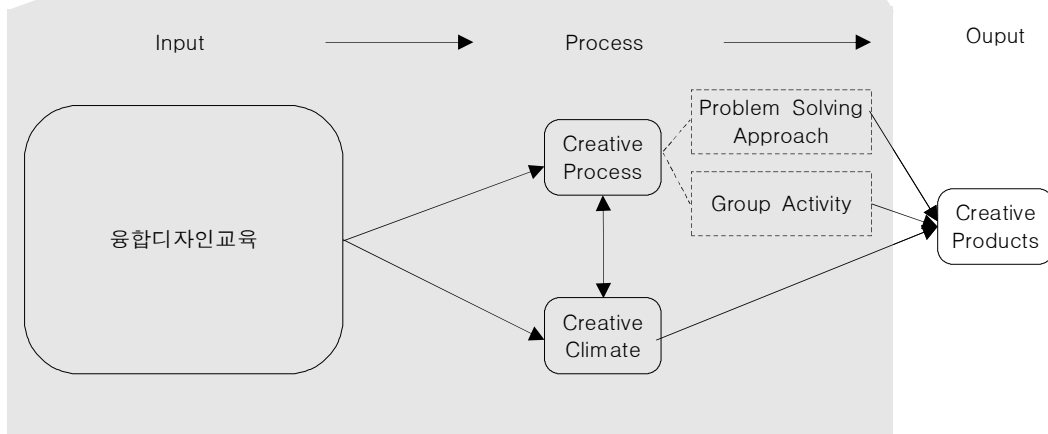 Input
Process
Ouput
융합디자인교육
Creative
Process
Problem Solving
Approach
Group Activity
Creative
Climate
Creative
Products